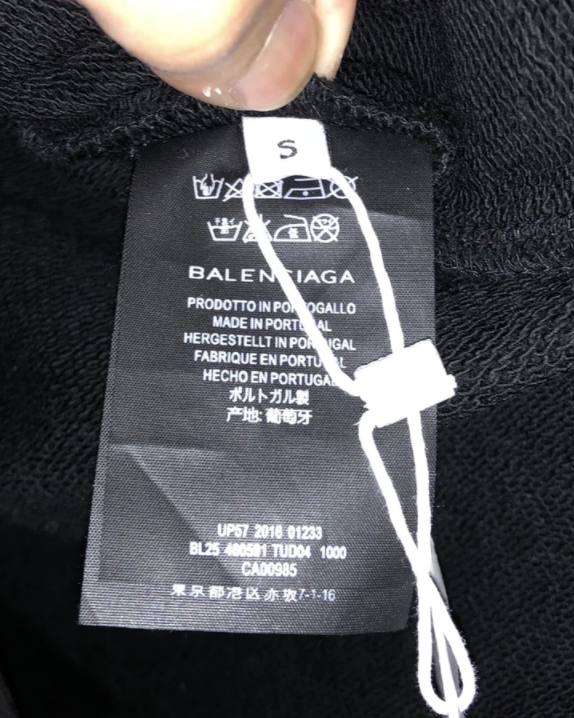 S
BALENCIAGA
PRODOTTO IN PORTOGALLO
MADE IN PORTUGAL
HERGESTELLT IN PORTUGAL
FABRIQUE EN PORTUGAL
HECHO EN PORTUGAL
ポルトガル製
产地: 葡萄牙
UP57 2016 01233
BL25 TUD04 1000
CA00985
東京都港区赤坂7-1-16